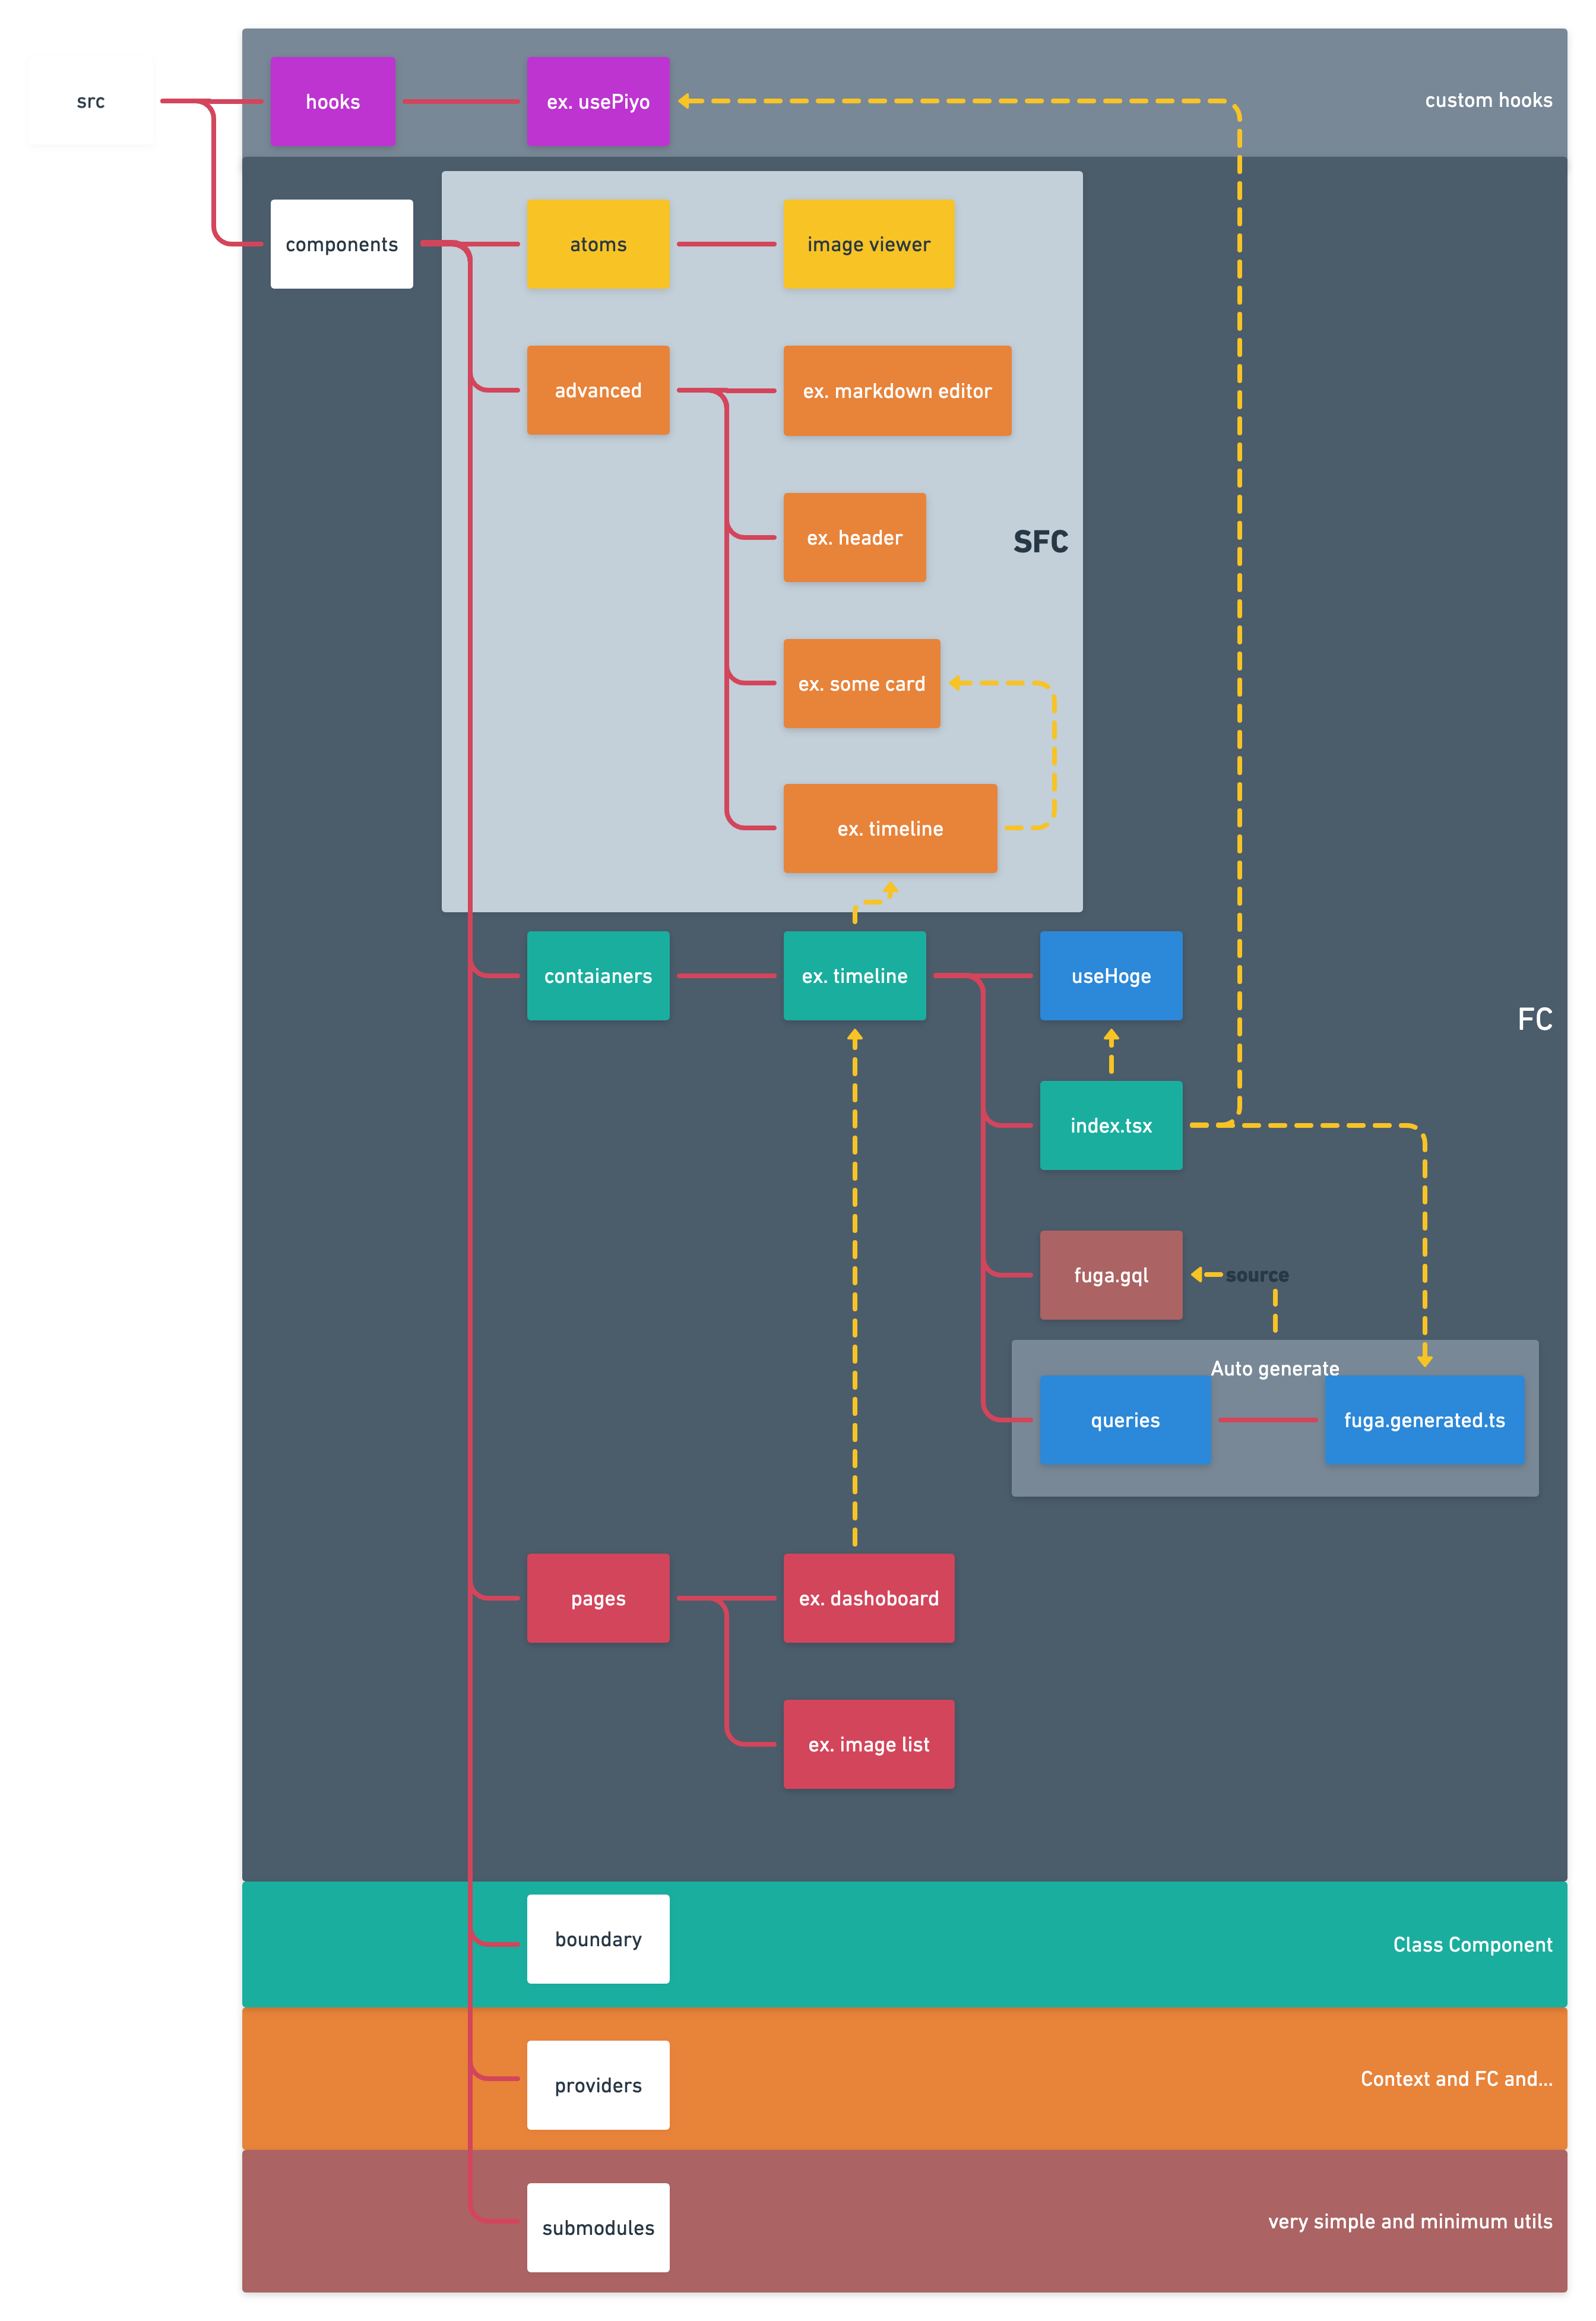 src
hooks
ex. usePiyo
custom hooks
components
atoms
image viewer
advanced
ex. markdown editor
ex. header
SFC
ex. some card
ex. timeline
contaianers
ex. timeline
useHoge
FC
index.tsx
fuga.gql
source
Auto generate
queries
fuga.generated.ts
pages
ex. dashoboard
ex. image list
boundary
Class Component
providers
Context and FC and...
submodules
very simple and minimum utils